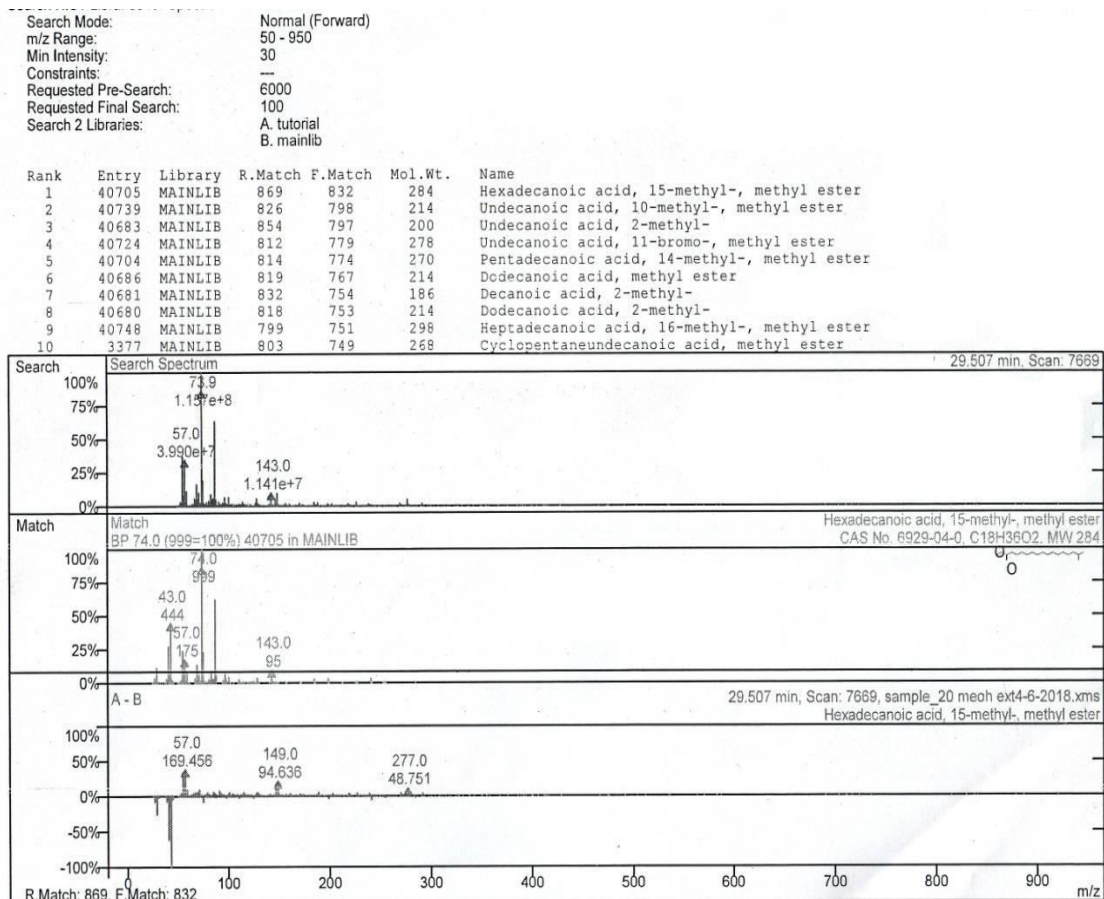 Search Mode: Normal (Forward)
m/z Range: 50 - 950
Min Intensity: 30
Constraints: ---
Requested Pre-Search: 6000
Requested Final Search: 100
Search 2 Libraries: A. tutorial
B. mainlib
Rank Entry Library R.Match F.Match Mol.Wt. Name
1 40705 MAINLIB 869 832 284 Hexadecanoic acid, 15-methyl-, methyl ester
2 40739 MAINLIB 826 798 214 Undecanoic acid, 10-methyl-, methyl ester
3 40683 MAINLIB 854 797 200 Undecanoic acid, 2-methyl-
4 40724 MAINLIB 812 779 278 Undecanoic acid, 11-bromo-, methyl ester
5 40704 MAINLIB 814 774 270 Pentadecanoic acid, 14-methyl-, methyl ester
6 40686 MAINLIB 819 767 214 Dodecanoic acid, methyl ester
7 40681 MAINLIB 832 754 186 Decanoic acid, 2-methyl-
8 40680 MAINLIB 818 753 214 Dodecanoic acid, 2-methyl-
9 40748 MAINLIB 799 751 298 Heptadecanoic acid, 16-methyl-, methyl ester
10 3377 MAINLIB 803 749 268 Cyclopentaneundecanoic acid, methyl ester
Search Search Spectrum 29.507 min, Scan: 7669
100% 73.9
1.157e+8
75%
57.0
50% 3.990e+7
25% 143.0
1.141e+7
0%
Match Match Hexadecanoic acid, 15-methyl-, methyl ester
BP 74.0 (999=100%) 40705 in MAINLIB CAS No. 6929-04-0, C18H36O2, MW 284
100% 74.0 O
999 O
75%
43.0
50% 444
57.0
25% 175 143.0
95
0%
A - B 29.507 min, Scan: 7669, sample_20 meoh ext4-6-2018.xms
Hexadecanoic acid, 15-methyl-, methyl ester
100%
57.0 149.0 277.0
50% 169.456 94.636 48.751
0%
-50%
-100%
0 100 200 300 400 500 600 700 800 900
R.Match: 869, F.Match: 832 m/z